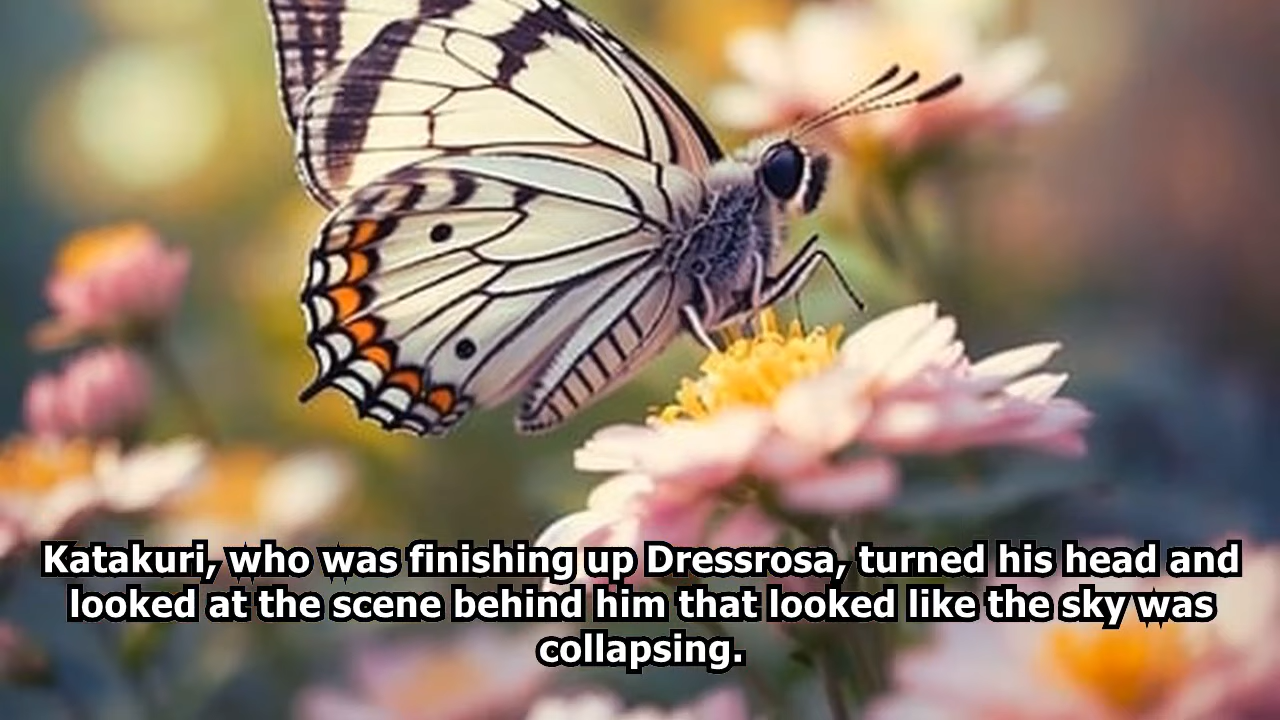 Katakuri, who was finishing up Dressrosa, turned his head and
looked at the scene behind him that looked like the sky was
collapsing.